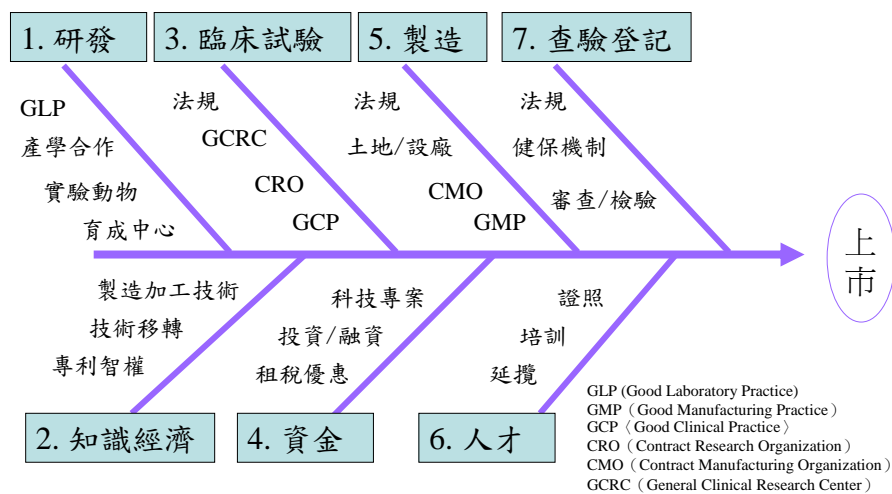 1. 研發
3. 臨床試驗
5. 製造
7. 查驗登記
GLP
產學合作
實驗動物
育成中心
法規
GCRC
CRO
GCP
法規
土地/設廠
CMO
GMP
法規
健保機制
審查/檢驗
上
市
製造加工技術
技術移轉
專利智權
科技專案
投資/融資
租稅優惠
證照
培訓
延攬
2. 知識經濟
4. 資金
6. 人才
GLP (Good Laboratory Practice)
GMP（Good Manufacturing Practice）
GCP〈Good Clinical Practice〉
CRO（Contract Research Organization）
CMO（Contract Manufacturing Organization）
GCRC（General Clinical Research Center）